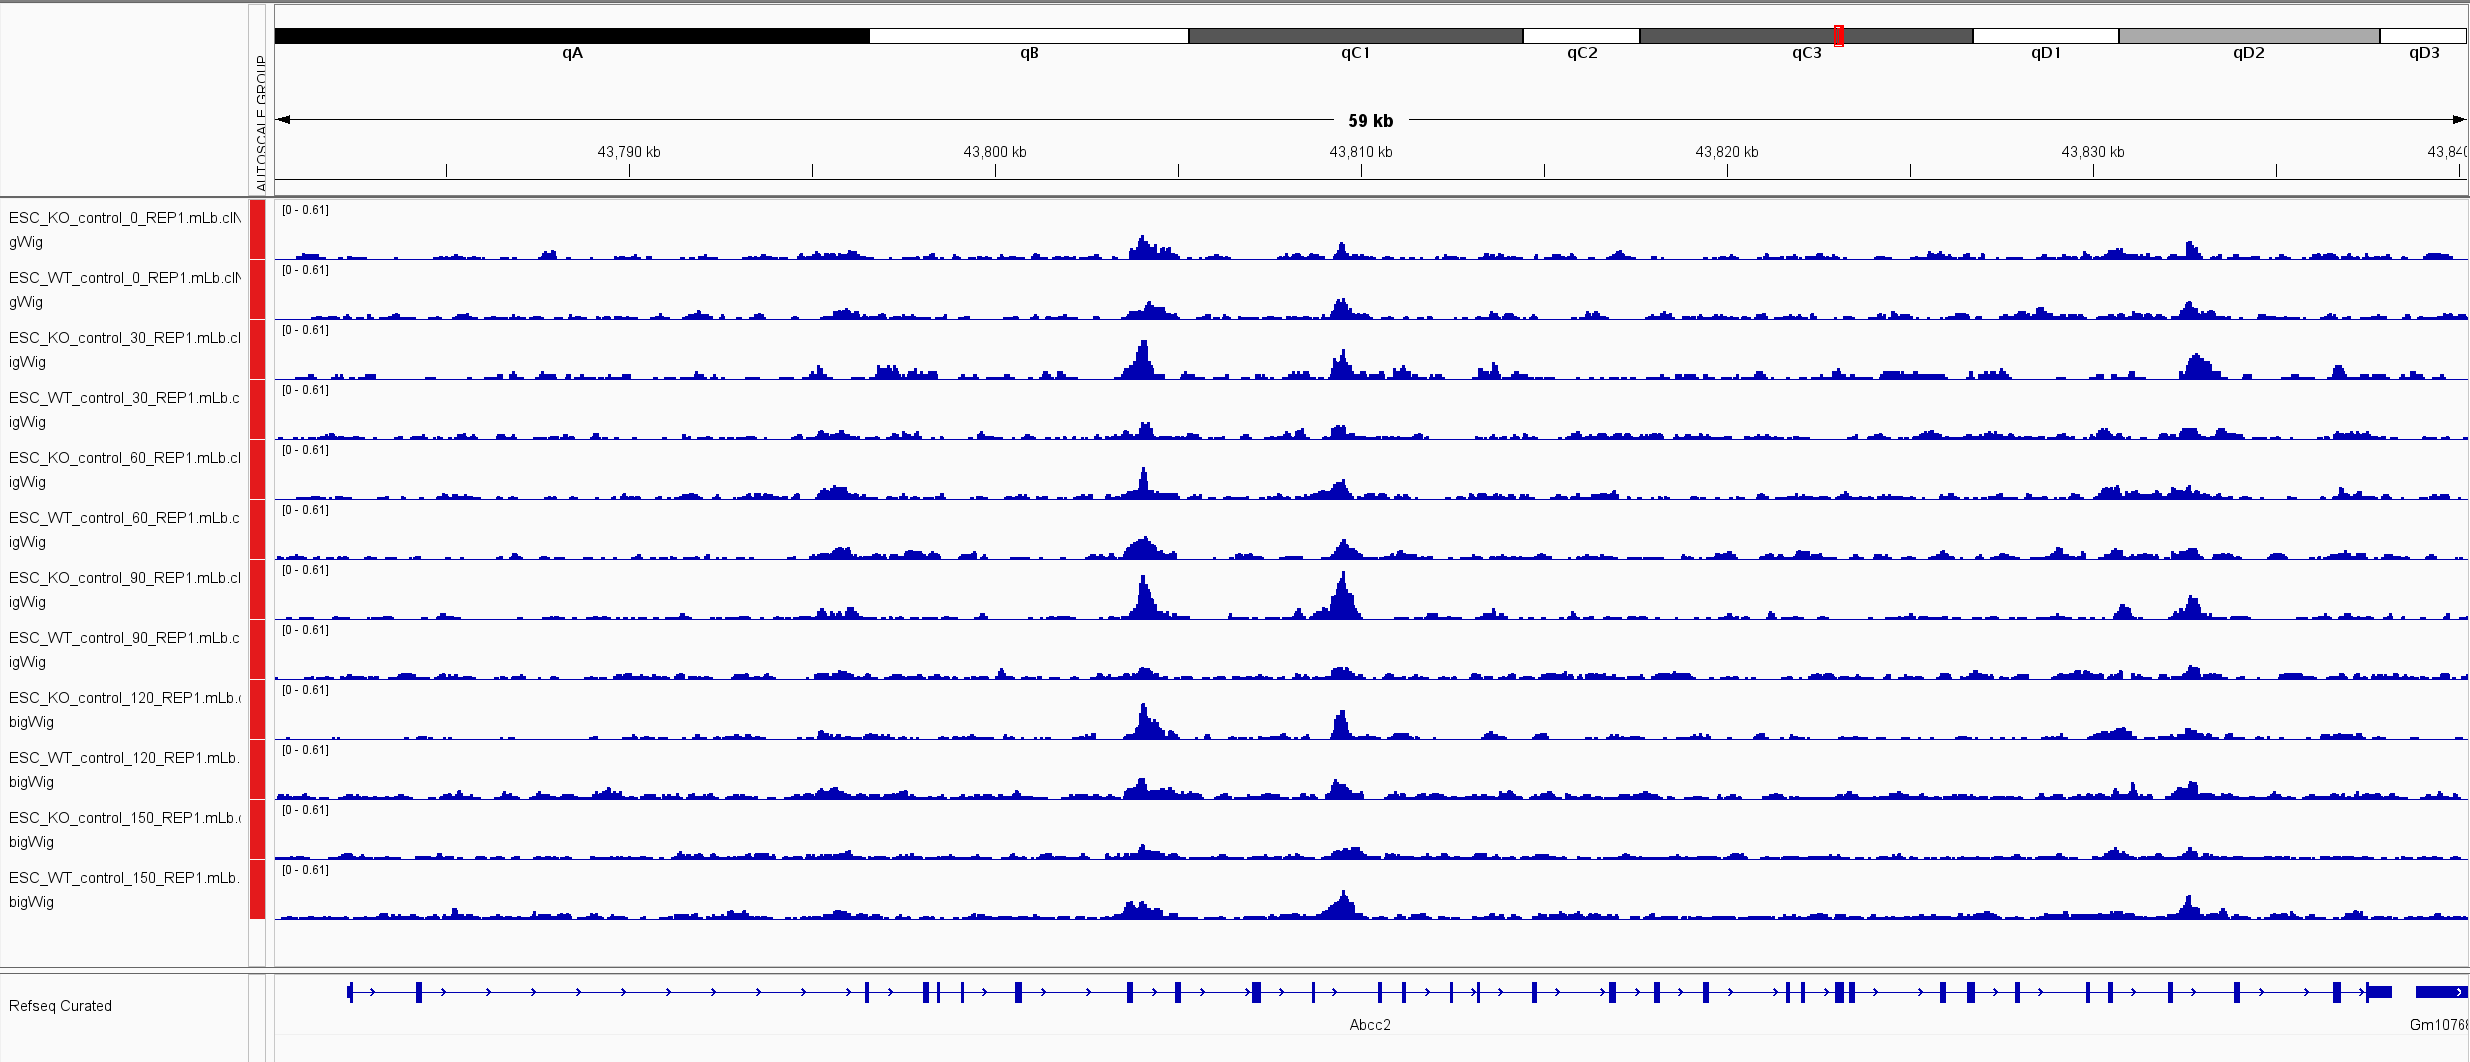 qA qB qC1 qC2 qC3 qD1 qD2 qD3
AUTOSCALE GROUP
59 kb
43,790 kb 43,800 kb 43,810 kb 43,820 kb 43,830 kb 43,840
[0 - 0.61]
ESC_KO_control_0_REP1.mLb.clN
gWig
[0 - 0.61]
ESC_WT_control_0_REP1.mLb.clN
gWig
[0 - 0.61]
ESC_KO_control_30_REP1.mLb.cl
igWig
[0 - 0.61]
ESC_WT_control_30_REP1.mLb.c
igWig
[0 - 0.61]
ESC_KO_control_60_REP1.mLb.cl
igWig
[0 - 0.61]
ESC_WT_control_60_REP1.mLb.c
igWig
[0 - 0.61]
ESC_KO_control_90_REP1.mLb.cl
igWig
[0 - 0.61]
ESC_WT_control_90_REP1.mLb.c
igWig
[0 - 0.61]
ESC_KO_control_120_REP1.mLb.c
bigWig
[0 - 0.61]
ESC_WT_control_120_REP1.mLb.
bigWig
[0 - 0.61]
ESC_KO_control_150_REP1.mLb.c
bigWig
[0 - 0.61]
ESC_WT_control_150_REP1.mLb.
bigWig
Refseq Curated
Abcc2 Gm10768